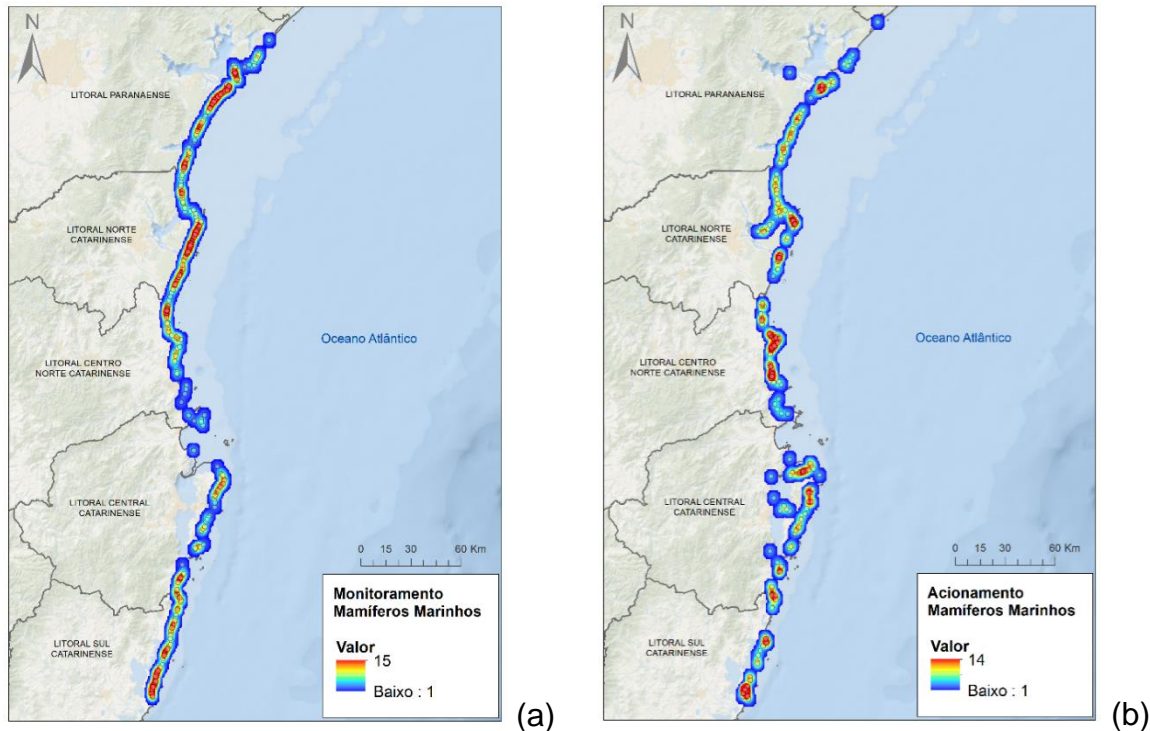 N
LITORAL PARANAENSE
LITORAL NORTE
CATARINENSE
LITORAL CENTRO
NORTE CATARINENSE
Oceano Atlântico
LITORAL CENTRAL
CATARINENSE
0 15 30 60 Km
LITORAL SUL
CATARINENSE
Monitoramento
Mamíferos Marinhos
Valor
15
Baixo : 1
(a)
N
LITORAL PARANAENSE
LITORAL NORTE
CATARINENSE
LITORAL CENTRO
NORTE CATARINENSE
Oceano Atlântico
LITORAL CENTRAL
CATARINENSE
0 15 30 60 Km
LITORAL SUL
CATARINENSE
Acionamento
Mamíferos Marinhos
Valor
14
Baixo : 1
(b)